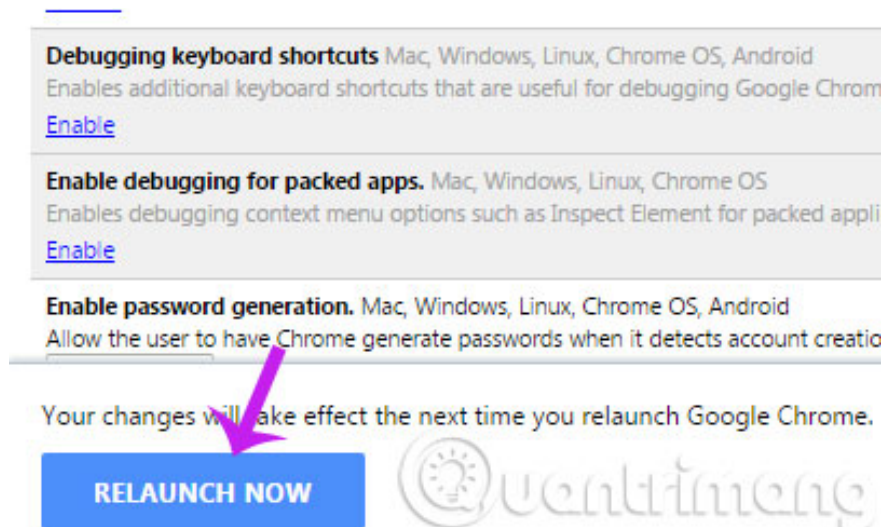 Debugging keyboard shortcuts Mac, Windows, Linux, Chrome OS, Android
Enables additional keyboard shortcuts that are useful for debugging Google Chrom
Enable
Enable debugging for packed apps. Mac, Windows, Linux, Chrome OS
Enables debugging context menu options such as Inspect Element for packed appli
Enable
Enable password generation. Mac, Windows, Linux, Chrome OS, Android
Allow the user to have Chrome generate passwords when it detects account creatio
Your changes will take effect the next time you relaunch Google Chrome.
RELAUNCH NOW
Quantrimang